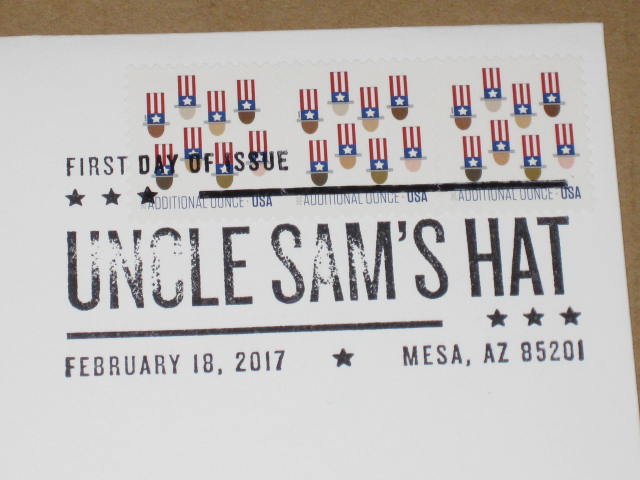 FIRST DAY OF ISSUE
ADDITIONAL OUNCE · USA ADDITIONAL OUNCE · USA ADDITIONAL OUNCE · USA
UNCLE SAM'S HAT
FEBRUARY 18, 2017 ★ MESA, AZ 85201